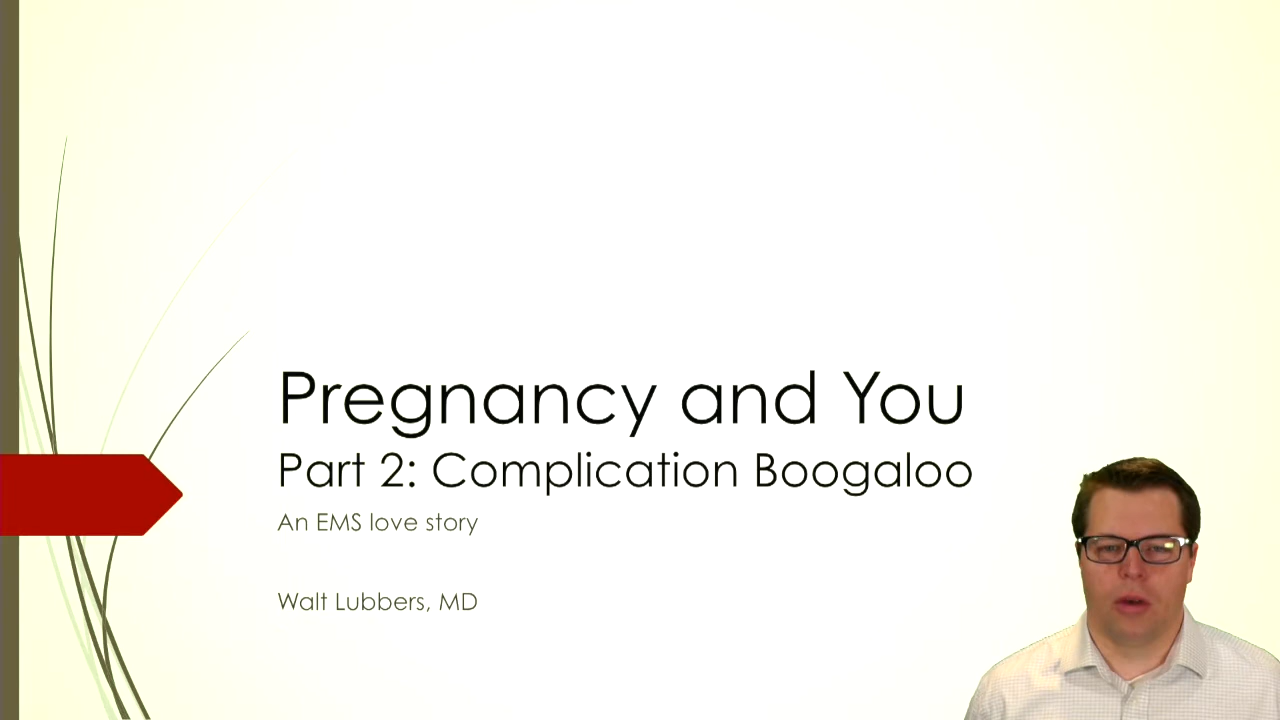 Pregnancy and You
Part 2: Complication Boogaloo
An EMS love story
Walt Lubbers, MD